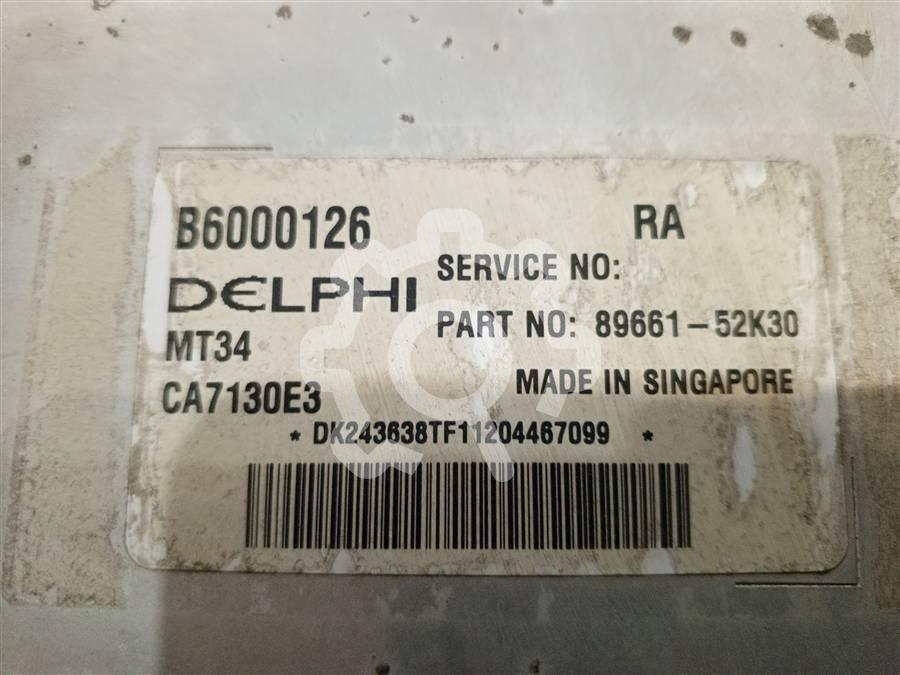 B6000126 RA
DELPHI SERVICE NO:
MT34 PART NO: 89661-52K30
CA7130E3 MADE IN SINGAPORE
* DK243638TF11204467099 *